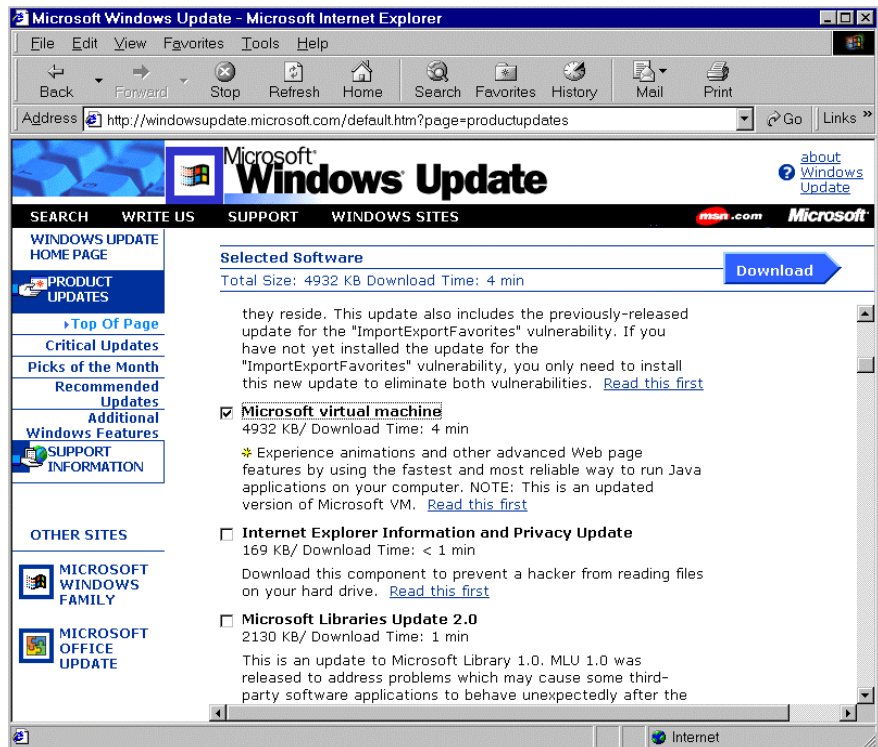 Microsoft Windows Update - Microsoft Internet Explorer
File Edit View Favorites Tools Help
Back Forward Stop Refresh Home Search Favorites History Mail Print
Address http://windowsupdate.microsoft.com/default.htm?page=productupdates Go Links »
Microsoft
Windows Update
about
Windows
Update
SEARCH WRITE US SUPPORT WINDOWS SITES msn.com Microsoft
WINDOWS UPDATE
HOME PAGE
PRODUCT
UPDATES
Top Of Page
Critical Updates
Picks of the Month
Recommended
Updates
Additional
Windows Features
SUPPORT
INFORMATION
OTHER SITES
MICROSOFT
WINDOWS
FAMILY
MICROSOFT
OFFICE
UPDATE
Selected Software
Total Size: 4932 KB Download Time: 4 min
Download
they reside. This update also includes the previously-released
update for the "ImportExportFavorites" vulnerability. If you
have not yet installed the update for the
"ImportExportFavorites" vulnerability, you only need to install
this new update to eliminate both vulnerabilities. Read this first
Microsoft virtual machine
4932 KB/ Download Time: 4 min
Experience animations and other advanced Web page
features by using the fastest and most reliable way to run Java
applications on your computer. NOTE: This is an updated
version of Microsoft VM. Read this first
Internet Explorer Information and Privacy Update
169 KB/ Download Time: < 1 min
Download this component to prevent a hacker from reading files
on your hard drive. Read this first
Microsoft Libraries Update 2.0
2130 KB/ Download Time: 1 min
This is an update to Microsoft Library 1.0. MLU 1.0 was
released to address problems which may cause some third-
party software applications to behave unexpectedly after the
Internet